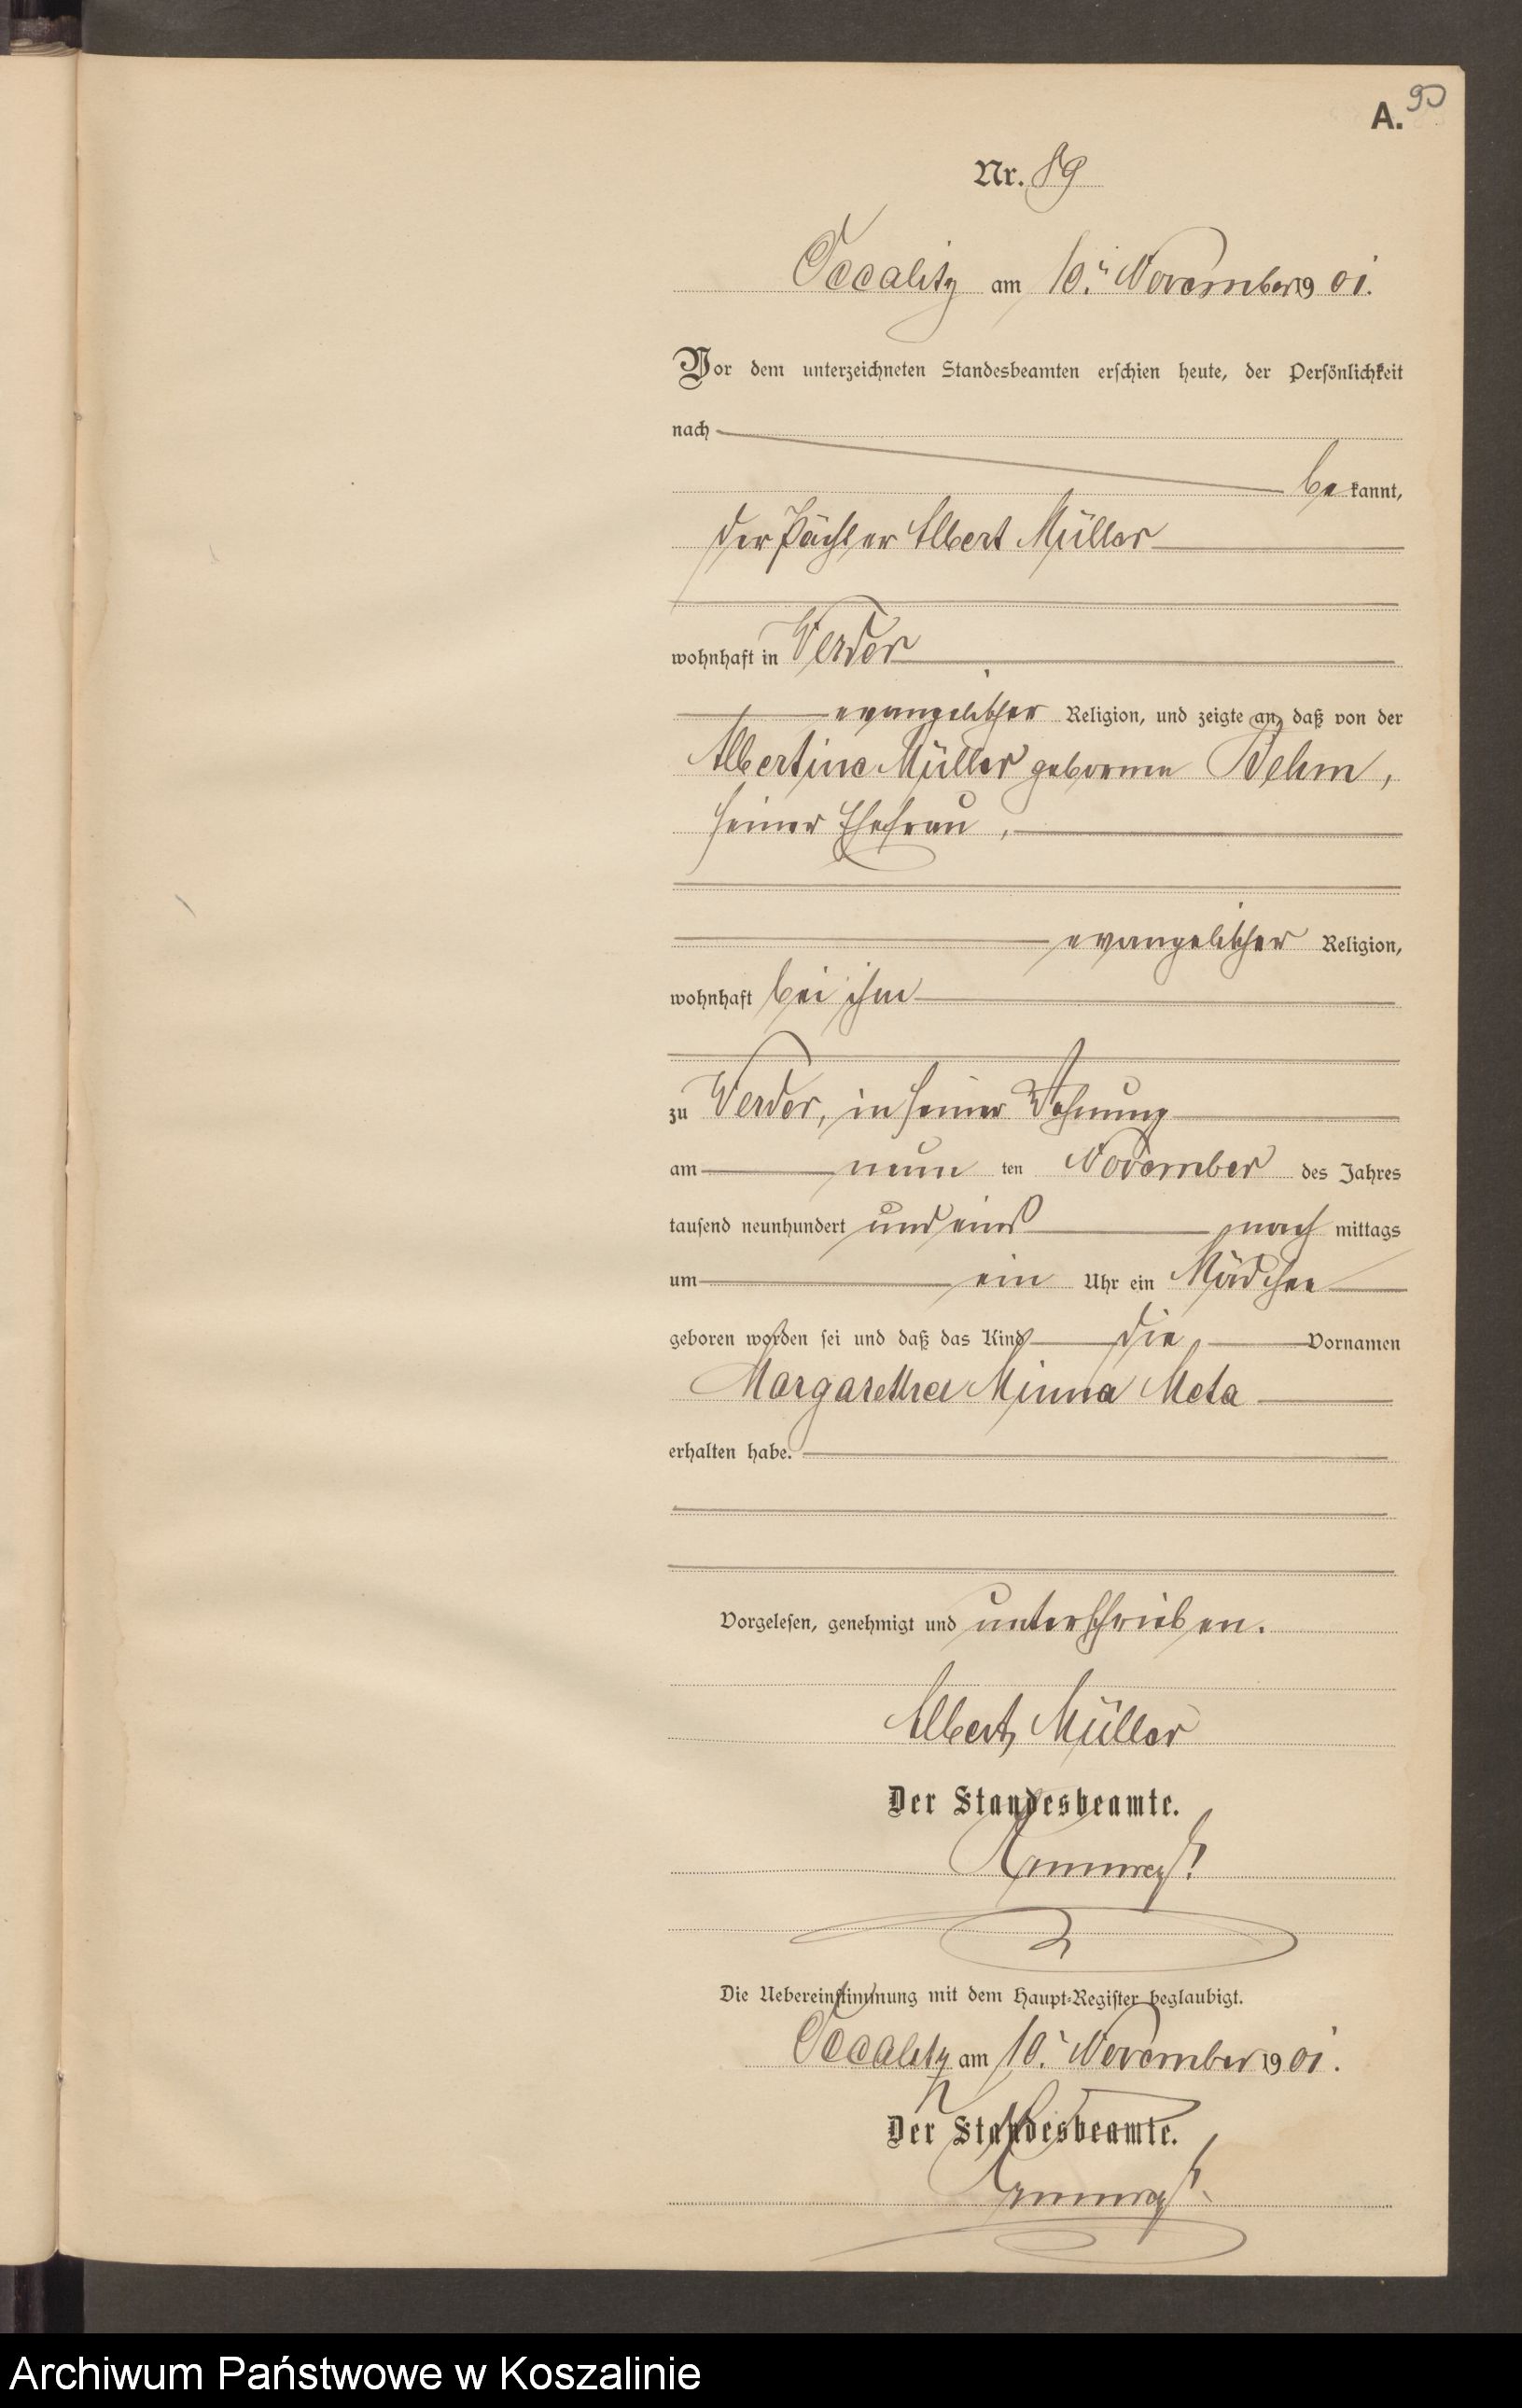 A. 90
Nr. 89
Occalitz am 10. November 1901.
Vor dem unterzeichneten Standesbeamten erschien heute, der Persönlichkeit
nach
bekannt,
der Pächter Albert Müller
wohnhaft in Werder
evangelischer Religion, und zeigte an, daß von der
Albertine Müller geborenen Behm,
seiner Ehefrau,
evangelischer Religion,
wohnhaft bei ihm
zu Werder, in seiner Wohnung
am neun ten November des Jahres
tausend neunhundert und eins nach mittags
um ein Uhr ein Mädchen
geboren worden sei und daß das Kind die Vornamen
Margarethe Minna Meta
erhalten habe.
Vorgelesen, genehmigt und unterschrieben.
Albert Müller
Der Standesbeamte.
Die Uebereinstimmung mit dem Haupt-Register beglaubigt.
Occalitz am 10. November 1901.
Der Standesbeamte.
Archiwum Państwowe w Koszalinie